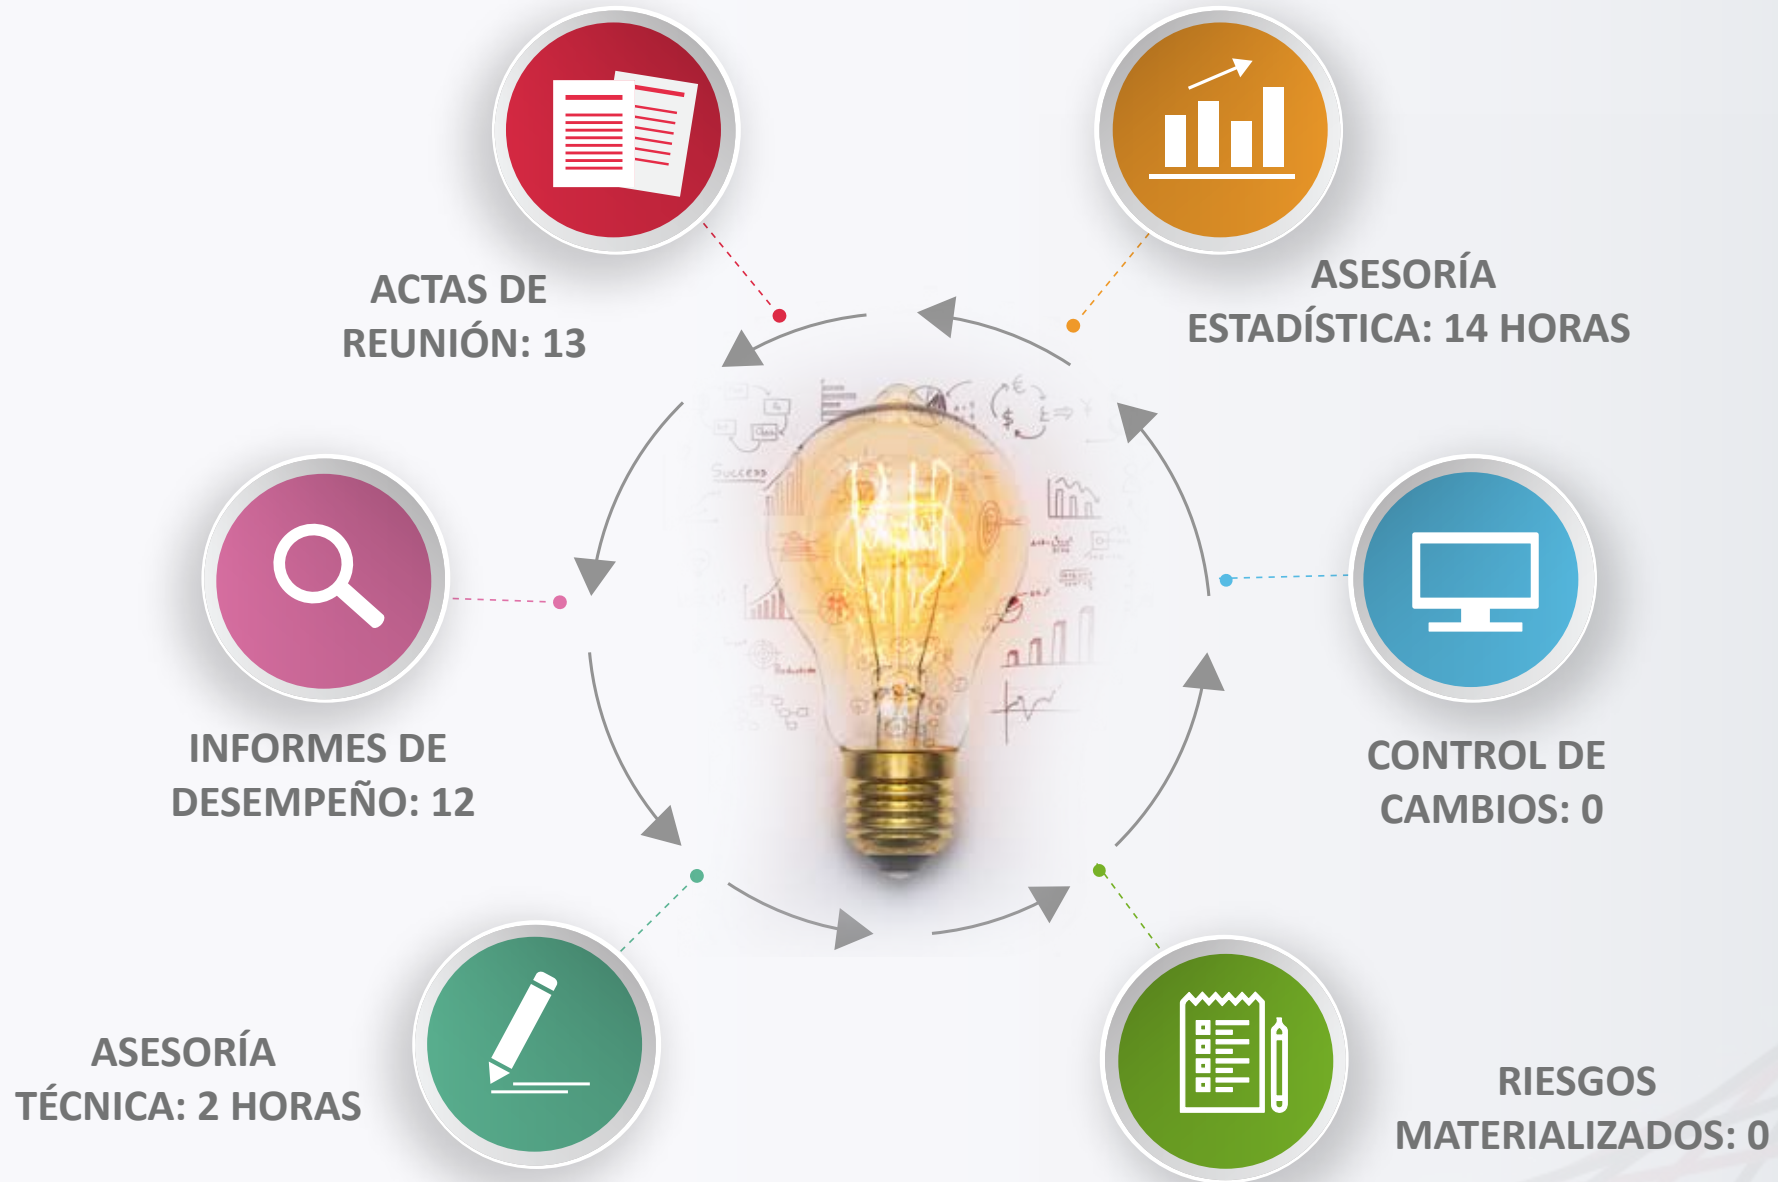 ACTAS DE
REUNIÓN: 13
ASESORÍA
ESTADÍSTICA: 14 HORAS
Success
INFORMES DE
DESEMPEÑO: 12
CONTROL DE
CAMBIOS: 0
ASESORÍA
TÉCNICA: 2 HORAS
RIESGOS
MATERIALIZADOS: 0